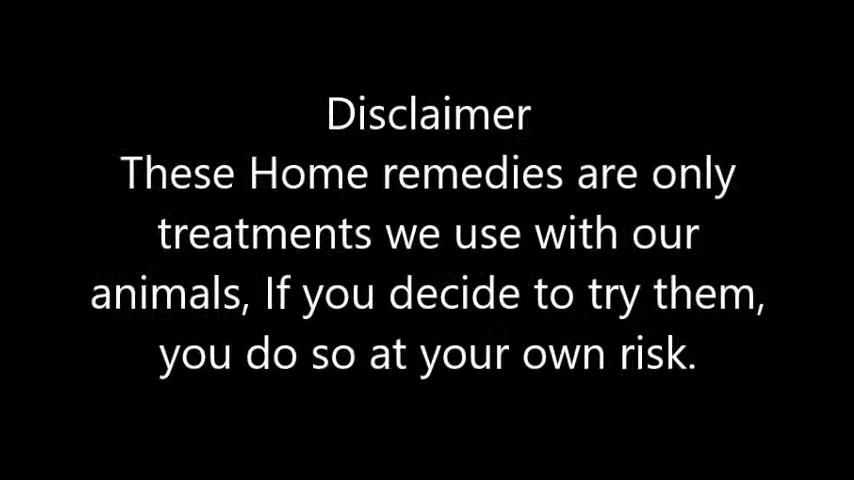 Disclaimer
These Home remedies are only
treatments we use with our
animals, If you decide to try them,
you do so at your own risk.